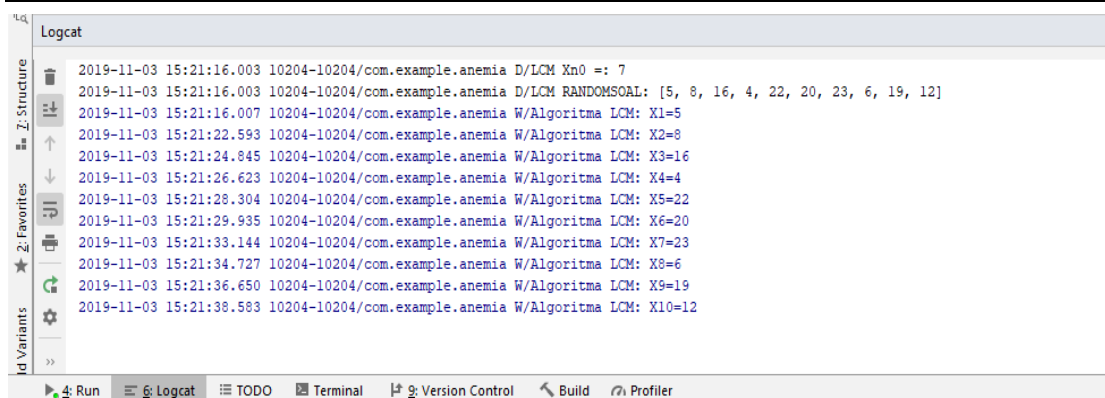 Logcat
7: Structure
2: Favorites
ld Variants
2019-11-03 15:21:16.003 10204-10204/com.example.anemia D/LCM Xn0 =: 7
2019-11-03 15:21:16.003 10204-10204/com.example.anemia D/LCM RANDOMSOAL: [5, 8, 16, 4, 22, 20, 23, 6, 19, 12]
2019-11-03 15:21:16.007 10204-10204/com.example.anemia W/Algoritma LCM: X1=5
2019-11-03 15:21:22.593 10204-10204/com.example.anemia W/Algoritma LCM: X2=8
2019-11-03 15:21:24.845 10204-10204/com.example.anemia W/Algoritma LCM: X3=16
2019-11-03 15:21:26.623 10204-10204/com.example.anemia W/Algoritma LCM: X4=4
2019-11-03 15:21:28.304 10204-10204/com.example.anemia W/Algoritma LCM: X5=22
2019-11-03 15:21:29.935 10204-10204/com.example.anemia W/Algoritma LCM: X6=20
2019-11-03 15:21:33.144 10204-10204/com.example.anemia W/Algoritma LCM: X7=23
2019-11-03 15:21:34.727 10204-10204/com.example.anemia W/Algoritma LCM: X8=6
2019-11-03 15:21:36.650 10204-10204/com.example.anemia W/Algoritma LCM: X9=19
2019-11-03 15:21:38.583 10204-10204/com.example.anemia W/Algoritma LCM: X10=12
4: Run 6: Logcat TODO Terminal 9: Version Control Build Profiler